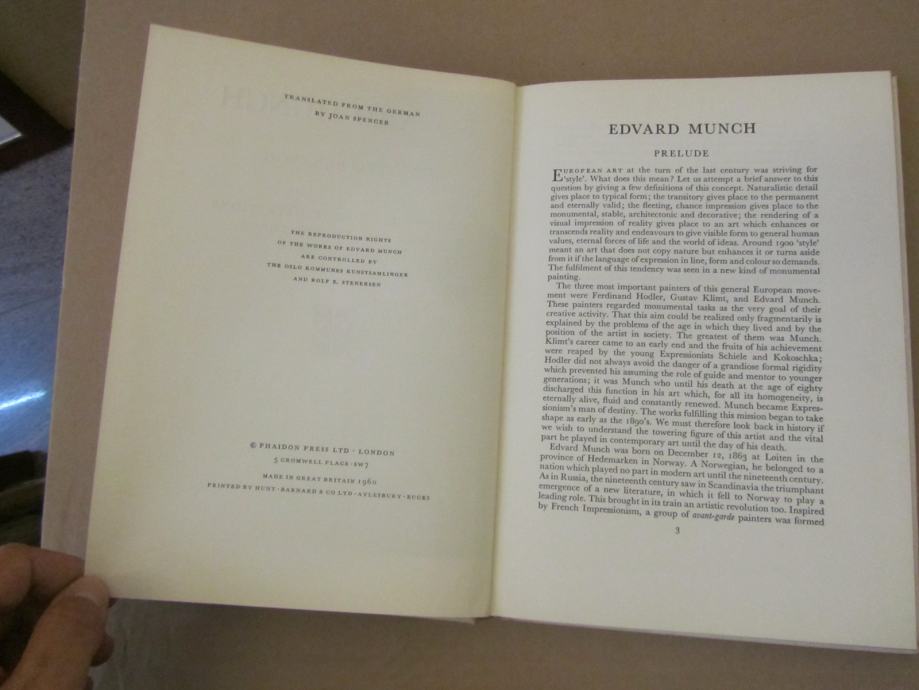 TRANSLATED FROM THE GERMAN
BY JOAN SPENCER
THE REPRODUCTION RIGHTS
OF THE WORKS OF EDVARD MUNCH
ARE CONTROLLED BY
THE OSLO KOMMUNES KUNSTSAMLINGER
AND ROLF E. STENERSEN
© PHAIDON PRESS LTD · LONDON
5 CROMWELL PLACE · SW7
MADE IN GREAT BRITAIN 1960
PRINTED BY HUNT · BARNARD & CO LTD · AYLESBURY · BUCKS
EDVARD MUNCH
PRELUDE
EUROPEAN ART at the turn of the last century was striving for
'style'. What does this mean? Let us attempt a brief answer to this
question by giving a few definitions of this concept. Naturalistic detail
gives place to typical form; the transitory gives place to the permanent
and eternally valid; the fleeting, chance impression gives place to the
monumental, stable, architectonic and decorative; the rendering of a
visual impression of reality gives place to an art which enhances or
transcends reality and endeavours to give visible form to general human
values, eternal forces of life and the world of ideas. Around 1900 'style'
meant an art that does not copy nature but enhances it or turns aside
from it if the language of expression in line, form and colour so demands.
The fulfilment of this tendency was seen in a new kind of monumental
painting.
The three most important painters of this general European move-
ment were Ferdinand Hodler, Gustav Klimt, and Edvard Munch.
These painters regarded monumental tasks as the very goal of their
creative activity. That this aim could be realized only fragmentarily is
explained by the problems of the age in which they lived and by the
position of the artist in society. The greatest of them was Munch.
Klimt's career came to an early end and the fruits of his achievement
were reaped by the young Expressionists Schiele and Kokoschka;
Hodler did not always avoid the danger of a grandiose formal rigidity
which prevented his assuming the role of guide and mentor to younger
generations; it was Munch who until his death at the age of eighty
discharged this function in his art which, for all its homogeneity, is
eternally alive, fluid and constantly renewed. Munch became Expres-
sionism's man of destiny. The works fulfilling this mission began to take
shape as early as the 1890's. We must therefore look back in history if
we wish to understand the towering figure of this artist and the vital
part he played in contemporary art until the day of his death.
Edvard Munch was born on December 12, 1863 at Løiten in the
province of Hedemarken in Norway. A Norwegian, he belonged to a
nation which played no part in modern art until the nineteenth century.
As in Russia, the nineteenth century saw in Scandinavia the triumphant
emergence of a new literature, in which it fell to Norway to play a
leading role. This brought in its train an artistic revolution too. Inspired
by French Impressionism, a group of avant-garde painters was formed
3